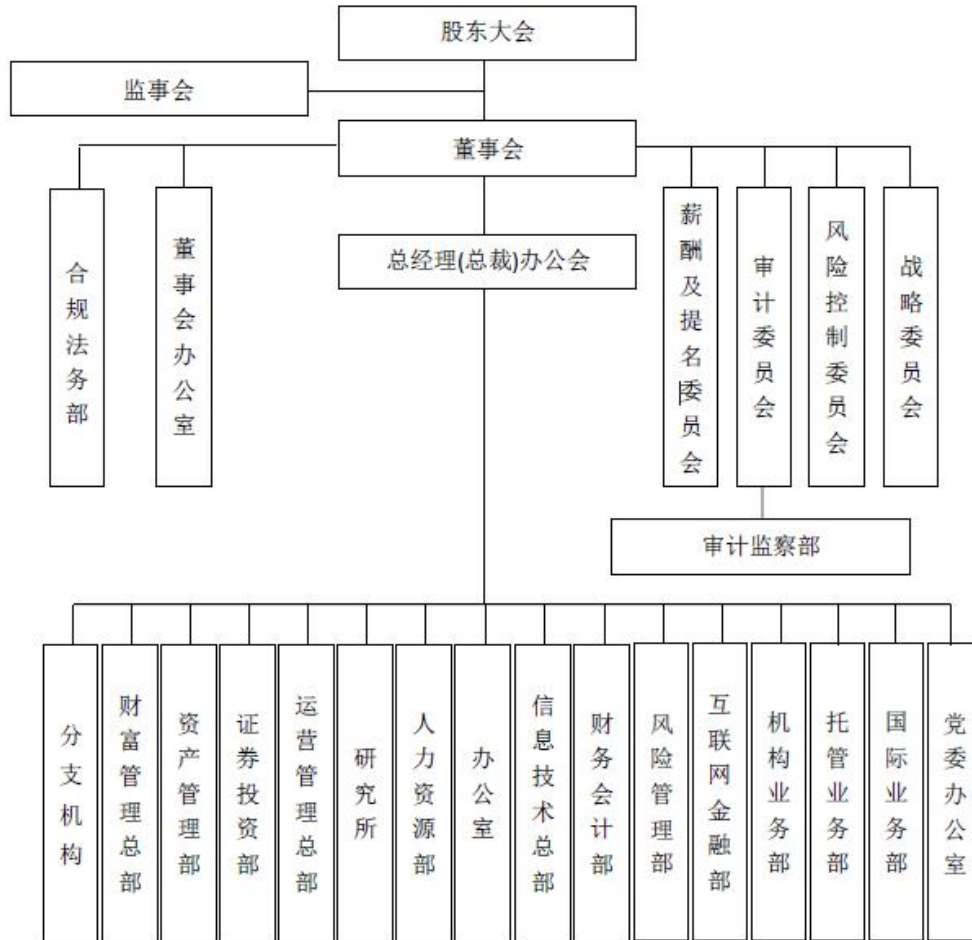 股东大会
监事会
董事会
总经理(总裁)办公会
合规法务部
董事会办公室
薪酬及提名委员会
审计委员会
风险控制委员会
战略委员会
审计监察部
分支机构
财富管理总部
资产管理部
证券投资部
运营管理总部
研究所
人力资源部
办公室
信息技术总部
财务会计部
风险管理部
互联网金融部
机构业务部
托管业务部
国际业务部
党委办公室